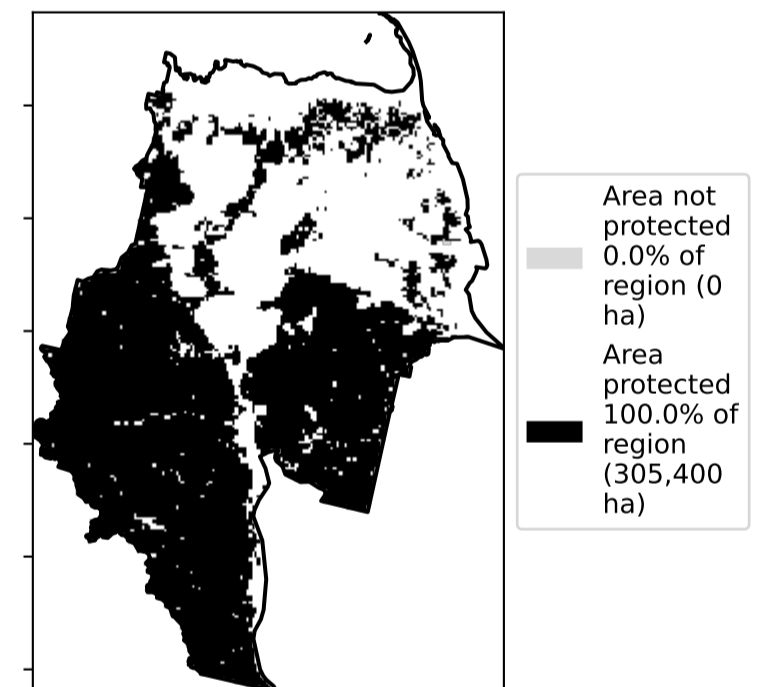 Area not
protected
0.0% of
region (0
ha)
Area
protected
100.0% of
region
(305,400
ha)